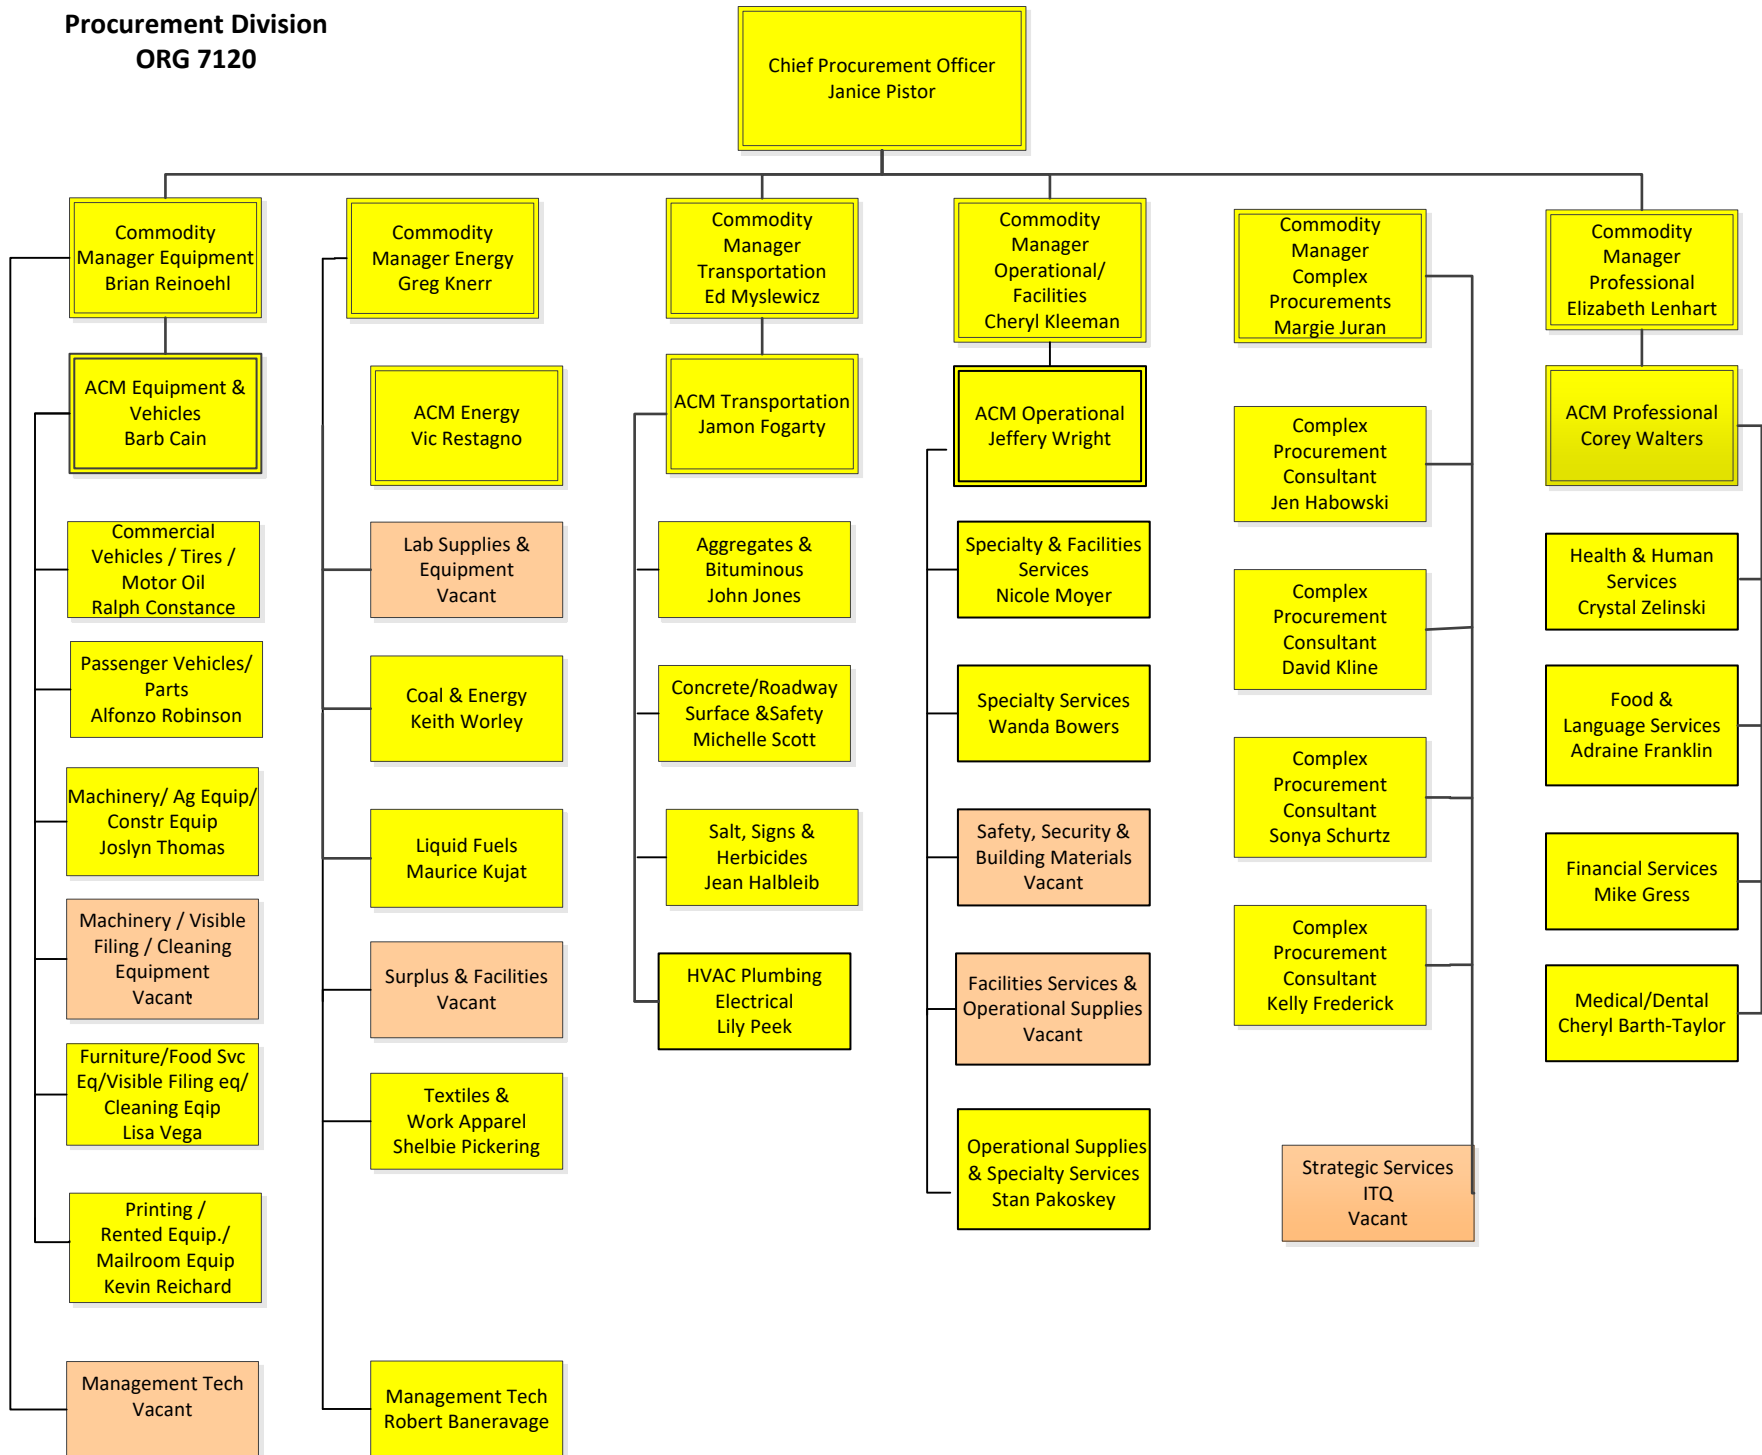 Procurement Division
ORG 7120
Chief Procurement Officer
Janice Pistor
Commodity
Manager Equipment
Brian Reinoehl
ACM Equipment &
Vehicles
Barb Cain
Commercial
Vehicles / Tires /
Motor Oil
Ralph Constance
Passenger Vehicles/
Parts
Alfonzo Robinson
Machinery/ Ag Equip/
Constr Equip
Joslyn Thomas
Machinery / Visible
Filing / Cleaning
Equipment
Vacant
Furniture/Food Svc
Eq/Visible Filing eq/
Cleaning Eqip
Lisa Vega
Printing /
Rented Equip./
Mailroom Equip
Kevin Reichard
Management Tech
Vacant
Commodity
Manager Energy
Greg Knerr
ACM Energy
Vic Restagno
Lab Supplies &
Equipment
Vacant
Coal & Energy
Keith Worley
Liquid Fuels
Maurice Kujat
Surplus & Facilities
Vacant
Textiles &
Work Apparel
Shelbie Pickering
Management Tech
Robert Baneravage
Commodity
Manager
Transportation
Ed Myslewicz
ACM Transportation
Jamon Fogarty
Aggregates &
Bituminous
John Jones
Concrete/Roadway
Surface &Safety
Michelle Scott
Salt, Signs &
Herbicides
Jean Halbleib
HVAC Plumbing
Electrical
Lily Peek
Commodity
Manager
Operational/
Facilities
Cheryl Kleeman
ACM Operational
Jeffery Wright
Specialty & Facilities
Services
Nicole Moyer
Specialty Services
Wanda Bowers
Safety, Security &
Building Materials
Vacant
Facilities Services &
Operational Supplies
Vacant
Operational Supplies
& Specialty Services
Stan Pakoskey
Commodity
Manager
Complex
Procurements
Margie Juran
Complex
Procurement
Consultant
Jen Habowski
Complex
Procurement
Consultant
David Kline
Complex
Procurement
Consultant
Sonya Schurtz
Complex
Procurement
Consultant
Kelly Frederick
Strategic Services
ITQ
Vacant
Commodity
Manager
Professional
Elizabeth Lenhart
ACM Professional
Corey Walters
Health & Human
Services
Crystal Zelinski
Food &
Language Services
Adraine Franklin
Financial Services
Mike Gress
Medical/Dental
Cheryl Barth-Taylor